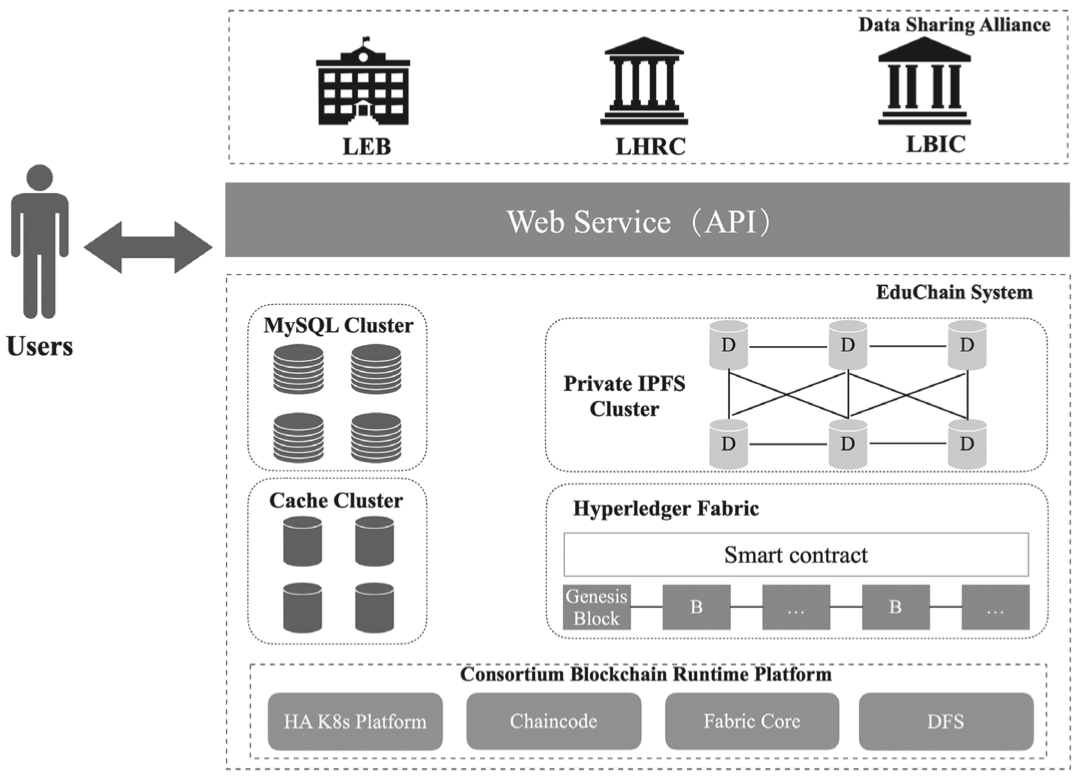 Data Sharing Alliance
LEB
LHRC
LBIC
Web Service（API）
Users
EduChain System
MySQL Cluster
Private IPFS
Cluster
D
D
D
D
D
D
Cache Cluster
Hyperledger Fabric
Smart contract
Genesis
Block
B
...
B
...
Consortium Blockchain Runtime Platform
HA K8s Platform
Chaincode
Fabric Core
DFS